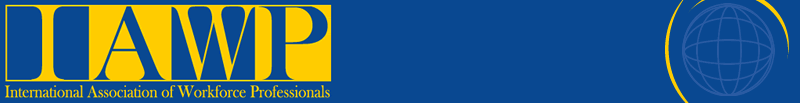 IAWP
International Association of Workforce Professionals